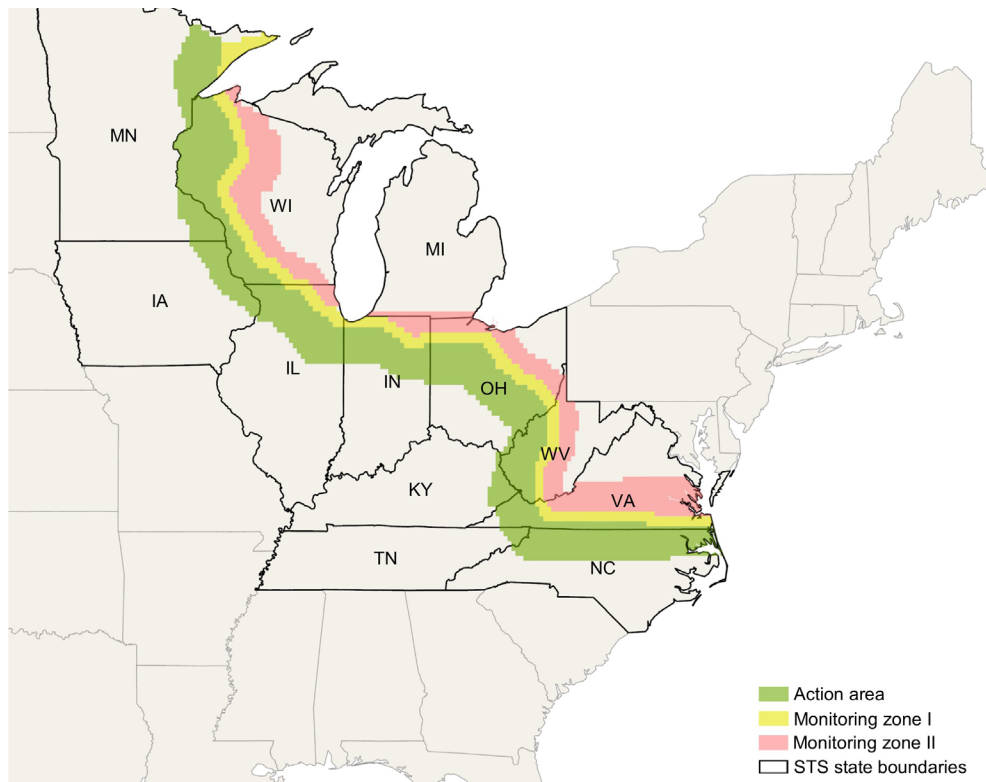 MN
WI
MI
IA
IL
IN
OH
WV
KY
VA
TN
NC
Action area
Monitoring zone I
Monitoring zone II
STS state boundaries